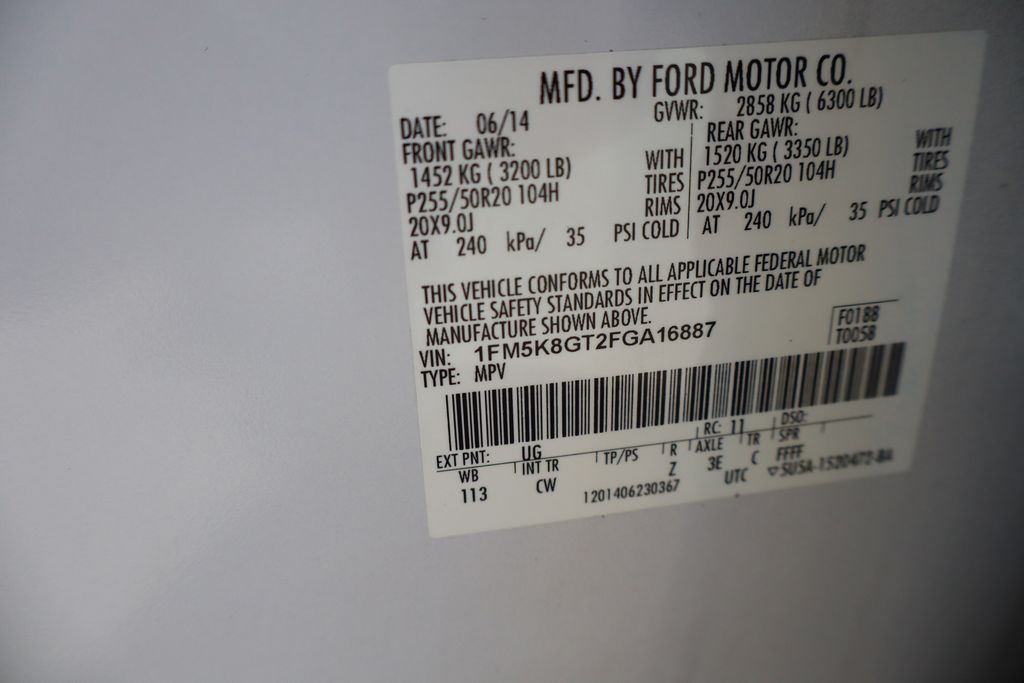 MFD. BY FORD MOTOR CO.
DATE: 06/14 GVWR: 2858 KG ( 6300 LB)
FRONT GAWR: REAR GAWR:
1452 KG ( 3200 LB) WITH 1520 KG ( 3350 LB) WITH
P255/50R20 104H TIRES P255/50R20 104H TIRES
20X9.0J RIMS 20X9.0J RIMS
AT 240 kPa/ 35 PSI COLD AT 240 kPa/ 35 PSI COLD
THIS VEHICLE CONFORMS TO ALL APPLICABLE FEDERAL MOTOR
VEHICLE SAFETY STANDARDS IN EFFECT ON THE DATE OF
MANUFACTURE SHOWN ABOVE.
VIN: 1FM5K8GT2FGA16887 F0188
TYPE: MPV T0058
EXT PNT: UG RC: 11 DSO:
WB INT TR TP/PS R AXLE TR SPR
113 CW Z 3E C FFFF
1201406230367 UTC